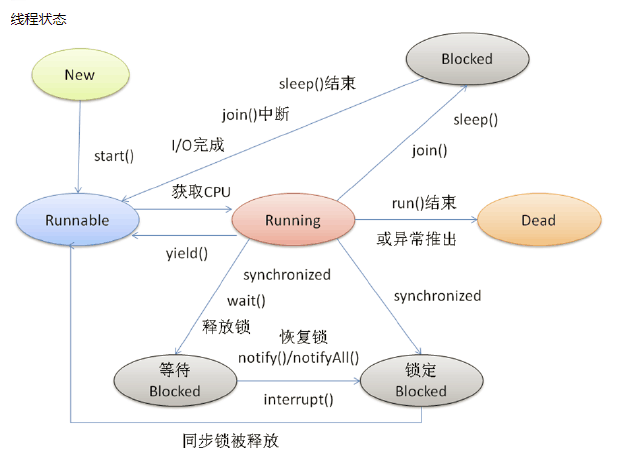 线程状态
Blocked
New
sleep()结束
join()中断
sleep()
I/O完成
join()
start()
获取CPU
Runnable
Running
run()结束
Dead
或异常推出
yield()
synchronized
wait()
释放锁
synchronized
恢复锁
notify()/notifyAll()
等待
Blocked
锁定
Blocked
interrupt()
同步锁被释放